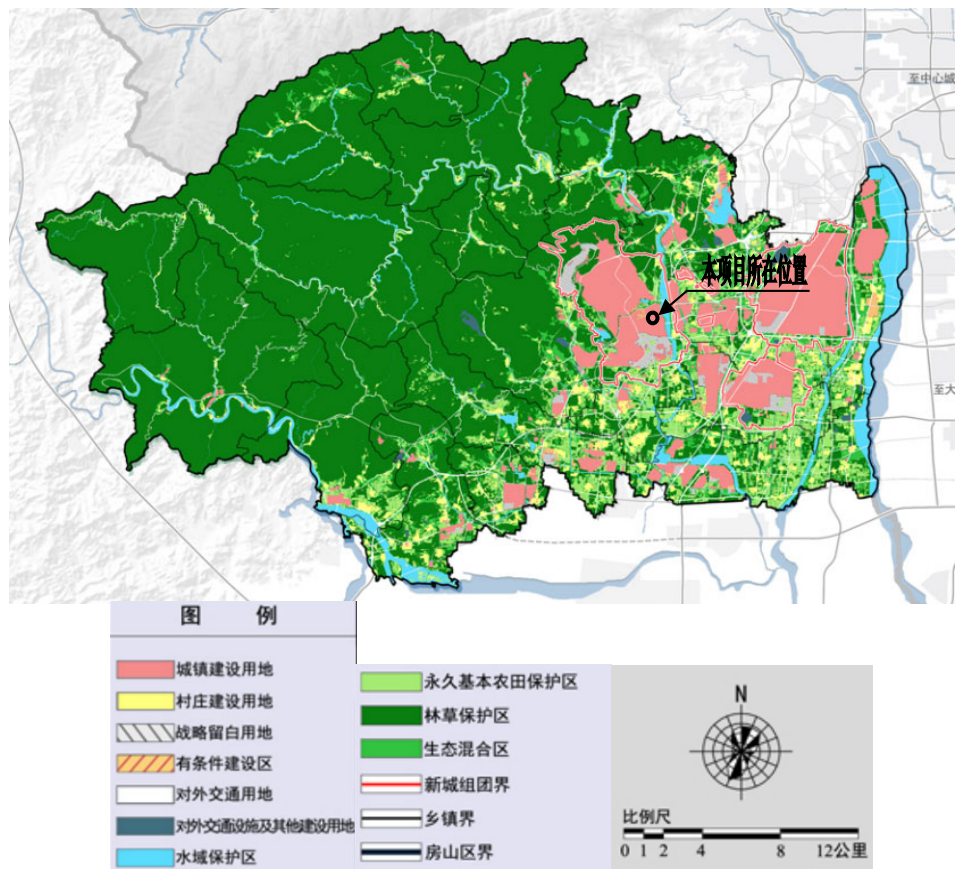 至中心城
本项目所在位置
至大
图 例
城镇建设用地
村庄建设用地
战略留白用地
有条件建设区
对外交通用地
对外交通设施及其他建设用地
水域保护区
永久基本农田保护区
林草保护区
生态混合区
新城组团界
乡镇界
房山区界
N
比例尺
0 1 2 4 8 12公里